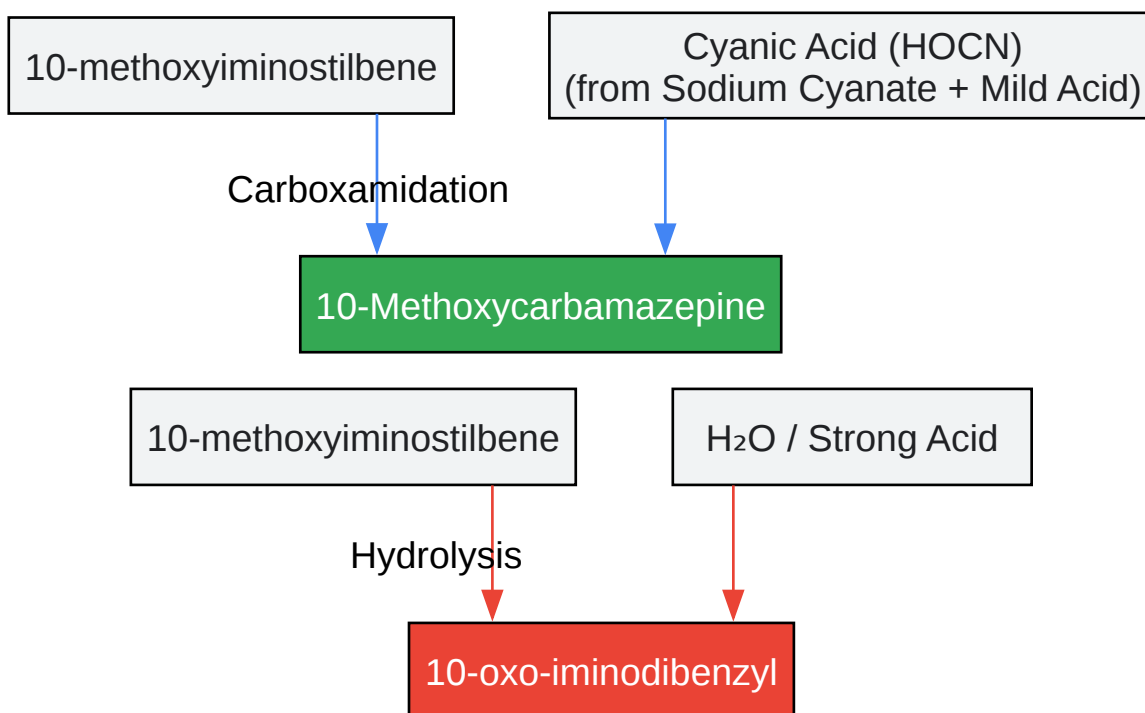 10-methoxyiminostilbene
Cyanic Acid (HOCN)
(from Sodium Cyanate + Mild Acid)
Carboxamidation
10-Methoxycarbamazepine
10-methoxyiminostilbene
H₂O / Strong Acid
Hydrolysis
10-oxo-iminodibenzyl